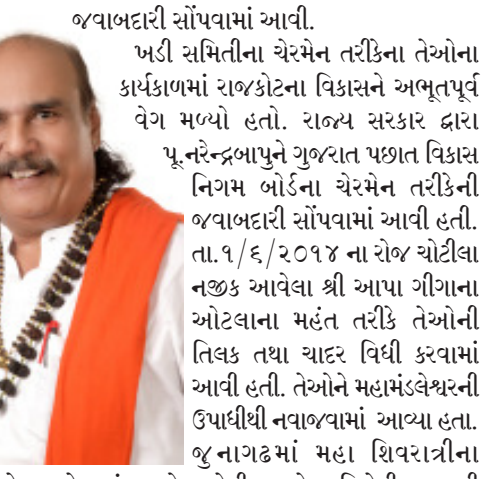 જવાબદારી સોંપવામાં આવી.
ખડી સમિતીના ચેરમેન તરીકેના તેઓના
કાર્યકાળમાં રાજકોટના વિકાસને અભૂતપૂર્વ
વેગ મળ્યો હતો. રાજ્ય સરકાર દ્વારા
પૂ.નરેન્દ્રબાપુને ગુજરાત પછાત વિકાસ
નિગમ બોર્ડના ચેરમેન તરીકેની
જવાબદારી સોંપવામાં આવી હતી.
તા.૧/૬/૨૦૧૪ ના રોજ ચોટીલા
નજીક આવેલા શ્રી આપા ગીગાના
ઓટલાના મહંત તરીકે તેઓની
તિલક તથા ચાદર વિધી કરવામાં
આવી હતી. તેઓને મહામંડલેશ્વરની
ઉપાધીથી નવાજવામાં આવ્યા હતા.
જુનાગઢમાં મહા શિવરાત્રીના